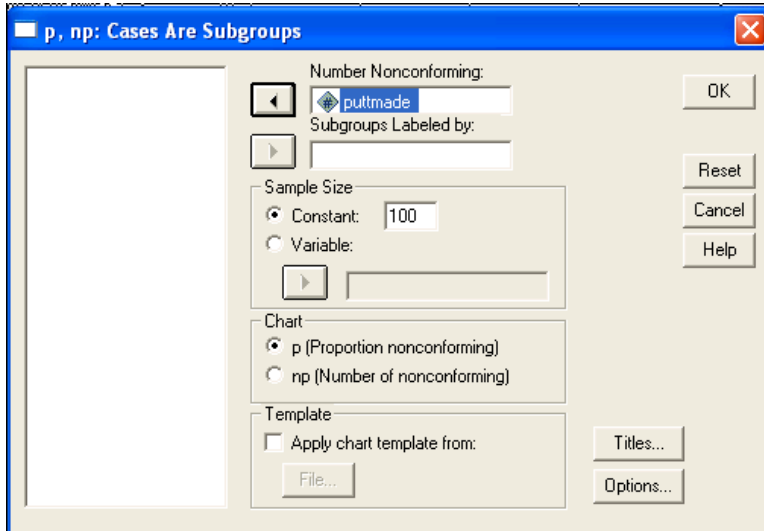 p, np: Cases Are Subgroups
Number Nonconforming:
puttmade
Subgroups Labeled by:
Sample Size
Constant: 100
Variable:
Chart
p (Proportion nonconforming)
np (Number of nonconforming)
Template
Apply chart template from:
File...
OK
Reset
Cancel
Help
Titles...
Options...